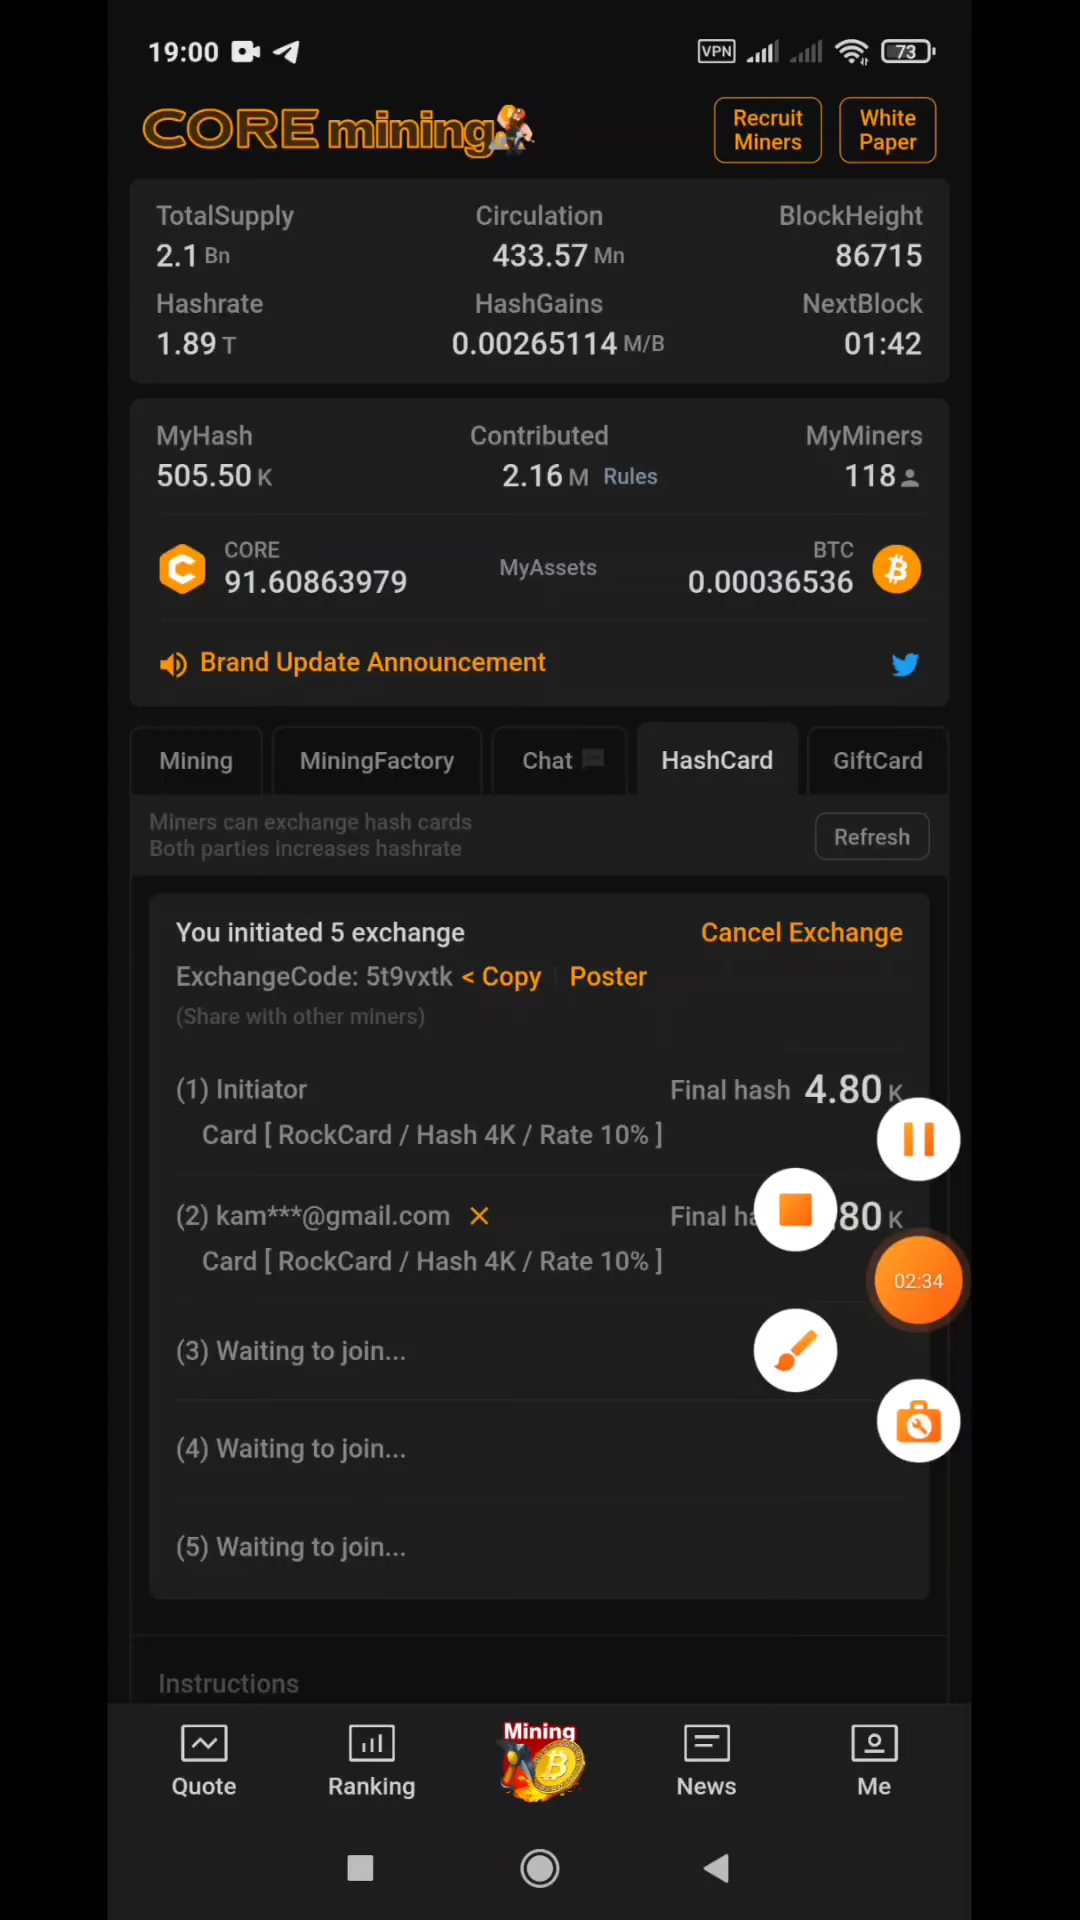 19:00 VPN 73
CORE mining
Recruit Miners
White Paper
TotalSupply Circulation BlockHeight
2.1 Bn 433.57 Mn 86715
Hashrate HashGains NextBlock
1.89 T 0.00265114 M/B 01:42
MyHash Contributed MyMiners
505.50 K 2.16 M Rules 118
CORE BTC
91.60863979 MyAssets 0.00036536
Brand Update Announcement
Mining MiningFactory Chat HashCard GiftCard
Miners can exchange hash cards
Both parties increases hashrate
Refresh
You initiated 5 exchange Cancel Exchange
ExchangeCode: 5t9vxtk < Copy Poster
(Share with other miners)
(1) Initiator Final hash 4.80 K
Card [ RockCard / Hash 4K / Rate 10% ]
(2) kam***@gmail.com Final 80 K
Card [ RockCard / Hash 4K / Rate 10% ]
02:34
(3) Waiting to join...
(4) Waiting to join...
(5) Waiting to join...
Instructions
Mining
Quote Ranking News Me